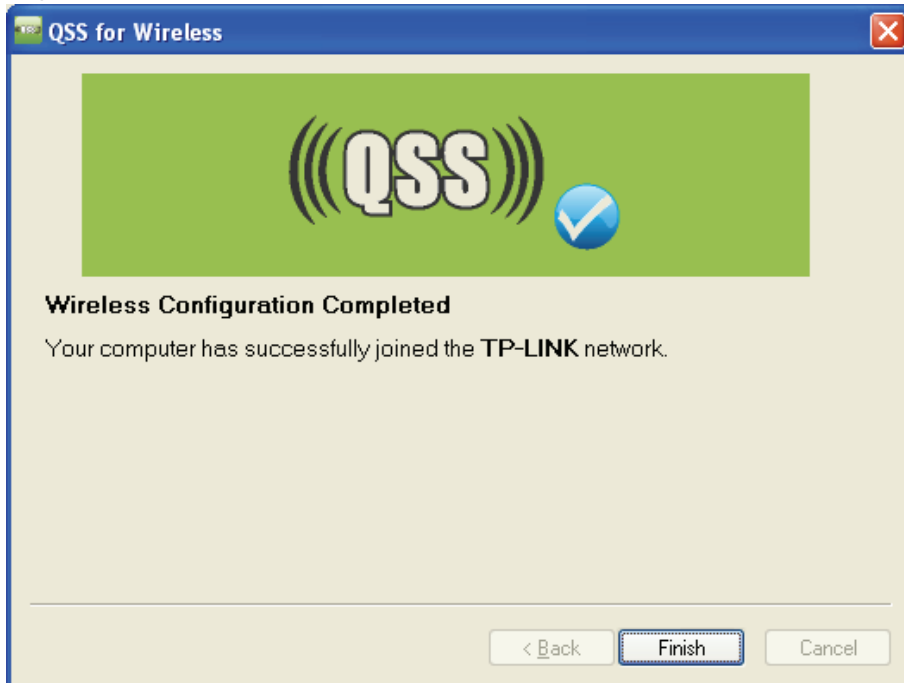 QSS for Wireless
(((QSS)))
Wireless Configuration Completed
Your computer has successfully joined the TP-LINK network.
< Back
Finish
Cancel